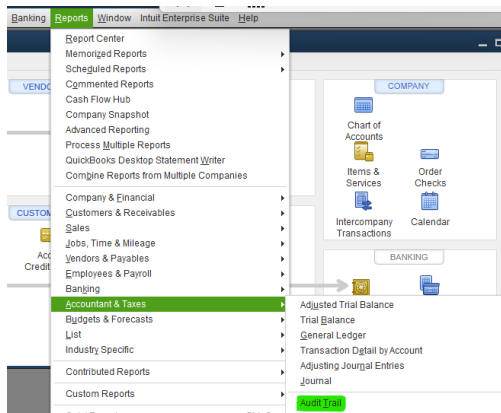 Banking Reports Window Intuit Enterprise Suite Help
Report Center
Memorized Reports
Scheduled Reports
Commented Reports
Cash Flow Hub
Company Snapshot
Advanced Reporting
Process Multiple Reports
QuickBooks Desktop Statement Writer
Combine Reports from Multiple Companies
Company & Financial
Customers & Receivables
Sales
Jobs, Time & Mileage
Vendors & Payables
Employees & Payroll
Banking
Accountant & Taxes
Budgets & Forecasts
List
Industry Specific
Contributed Reports
Custom Reports
Adjusted Trial Balance
Trial Balance
General Ledger
Transaction Detail by Account
Adjusting Journal Entries
Journal
Audit Trail
VENDO
CUSTOM
Acc
Credit
COMPANY
Chart of
Accounts
Items &
Services
Order
Checks
Intercompany
Transactions
Calendar
BANKING